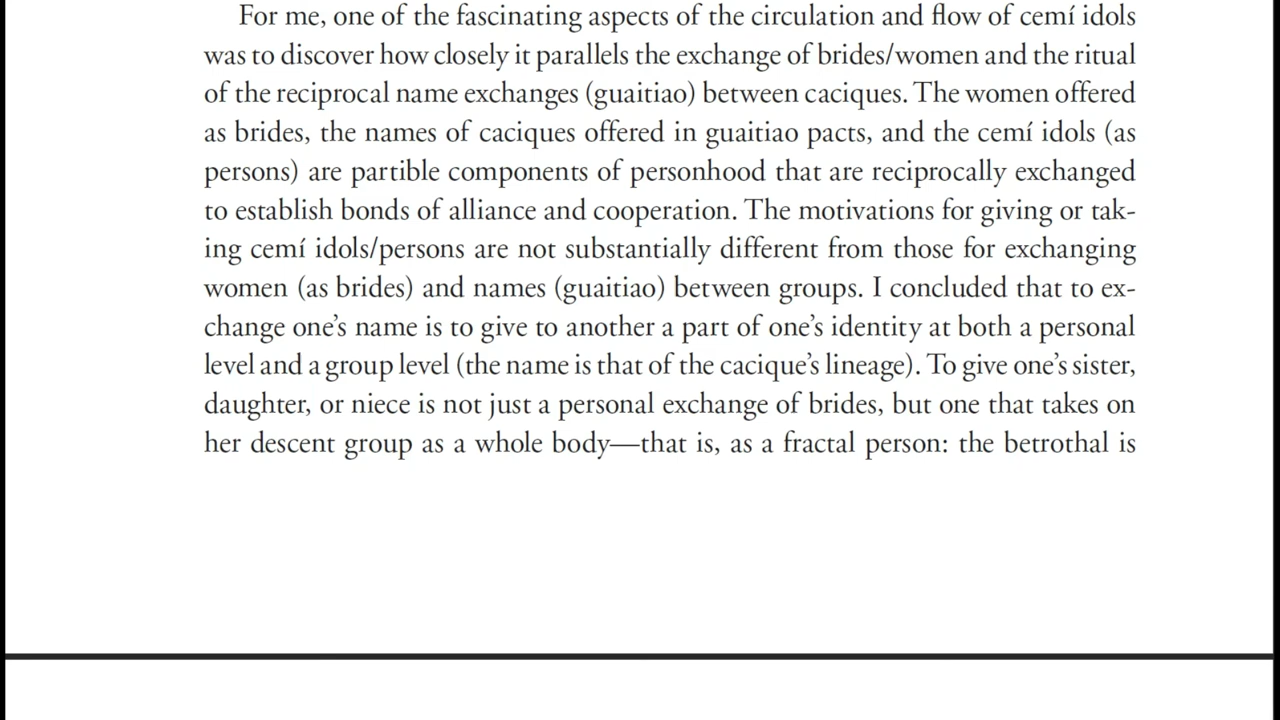 For me, one of the fascinating aspects of the circulation and flow of cemí idols
was to discover how closely it parallels the exchange of brides/women and the ritual
of the reciprocal name exchanges (guaitiao) between caciques. The women offered
as brides, the names of caciques offered in guaitiao pacts, and the cemí idols (as
persons) are partible components of personhood that are reciprocally exchanged
to establish bonds of alliance and cooperation. The motivations for giving or tak-
ing cemí idols/persons are not substantially different from those for exchanging
women (as brides) and names (guaitiao) between groups. I concluded that to ex-
change one’s name is to give to another a part of one’s identity at both a personal
level and a group level (the name is that of the cacique’s lineage). To give one’s sister,
daughter, or niece is not just a personal exchange of brides, but one that takes on
her descent group as a whole body—that is, as a fractal person: the betrothal is